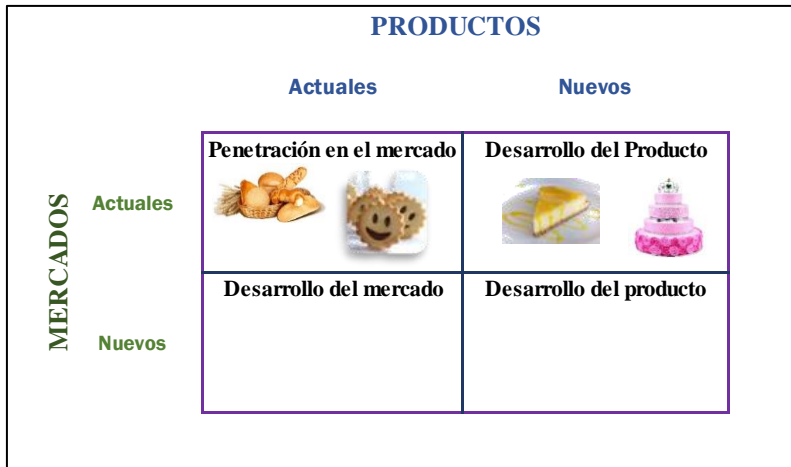 PRODUCTOS
Actuales
Nuevos
Penetración en el mercado
Desarrollo del Producto
MERCADOS
Actuales
Desarrollo del mercado
Desarrollo del producto
Nuevos